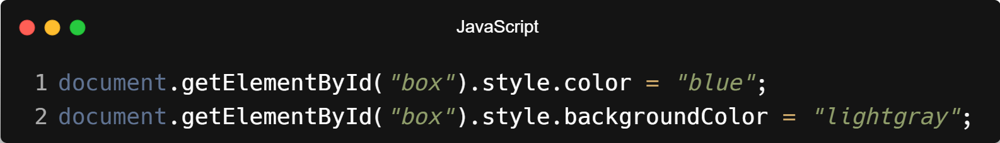 JavaScript
1 document.getElementById("box").style.color = "blue";
2 document.getElementById("box").style.backgroundColor = "lightgray";